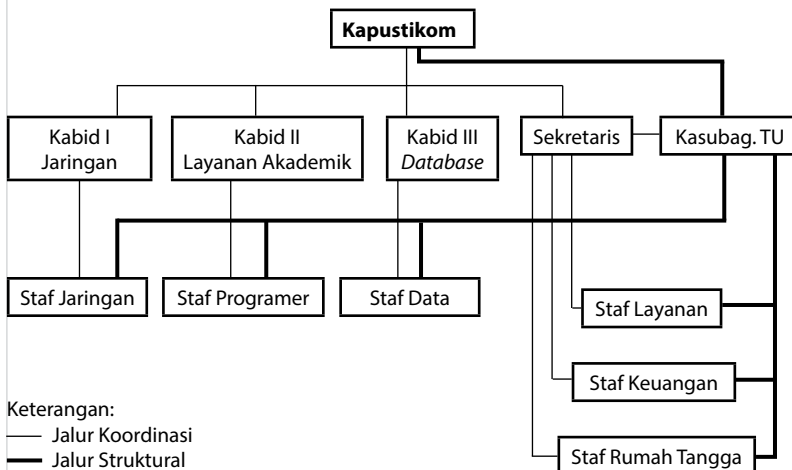 Kapustikom
Kabid I
Jaringan
Kabid II
Layanan Akademik
Kabid III
Database
Sekretaris
Kasubag. TU
Staf Jaringan
Staf Programer
Staf Data
Staf Layanan
Staf Keuangan
Staf Rumah Tangga
Keterangan:
Jalur Koordinasi
Jalur Struktural